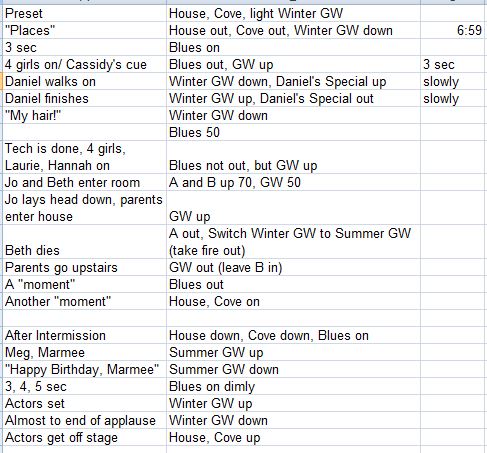 Preset House, Cove, light Winter GW
"Places" House out, Cove out, Winter GW down 6:59
3 sec Blues on
4 girls on/ Cassidy's cue Blues out, GW up 3 sec
Daniel walks on Winter GW down, Daniel's Special up slowly
Daniel finishes Winter GW up, Daniel's Special out slowly
"My hair!" Winter GW down
Blues 50
Tech is done, 4 girls,
Laurie, Hannah on Blues not out, but GW up
Jo and Beth enter room A and B up 70, GW 50
Jo lays head down, parents
enter house GW up
A out, Switch Winter GW to Summer GW
Beth dies (take fire out)
Parents go upstairs GW out (leave B in)
A "moment" Blues out
Another "moment" House, Cove on
After Intermission House down, Cove down, Blues on
Meg, Marmee Summer GW up
"Happy Birthday, Marmee" Summer GW down
3, 4, 5 sec Blues on dimly
Actors set Winter GW up
Almost to end of applause Winter GW down
Actors get off stage House, Cove up